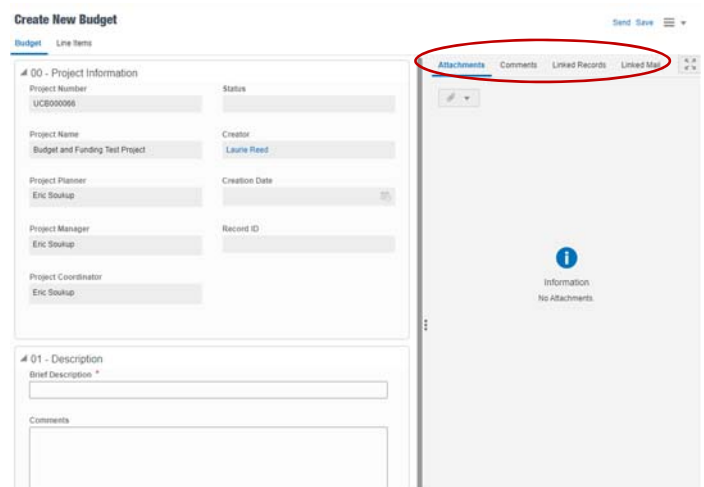 Create New Budget
Send Save
Budget Line Items
Attachments Comments Linked Records Linked Mail
00 - Project Information
Project Number Status
UCB000066
Project Name Creator
Budget and Funding Test Project Laurie Reed
Project Planner Creation Date
Eric Soukup
Project Manager Record ID
Eric Soukup
Project Coordinator
Eric Soukup
Information
No Attachments
01 - Description
Brief Description *
Comments